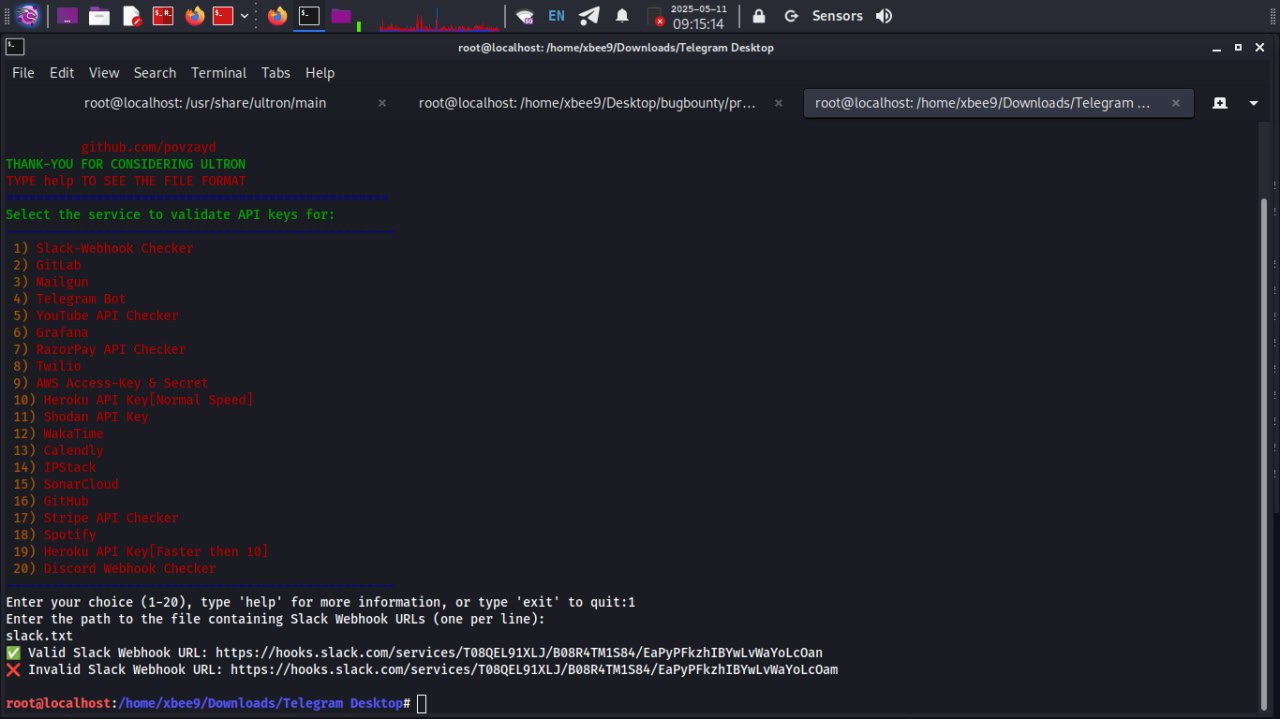 EN
2025-05-11
09:15:14
Sensors
root@localhost: /home/xbee9/Downloads/Telegram Desktop
File Edit View Search Terminal Tabs Help
root@localhost: /usr/share/ultron/main
root@localhost: /home/xbee9/Desktop/bugbounty/pr...
root@localhost: /home/xbee9/Downloads/Telegram ...
github.com/povzayd
THANK-YOU FOR CONSIDERING ULTRON
TYPE help TO SEE THE FILE FORMAT
Select the service to validate API keys for:
1) Slack-Webhook Checker
2) GitLab
3) Mailgun
4) Telegram Bot
5) YouTube API Checker
6) Grafana
7) RazorPay API Checker
8) Twilio
9) AWS Access-Key & Secret
10) Heroku API Key[Normal Speed]
11) Shodan API Key
12) WakaTime
13) Calendly
14) IPStack
15) SonarCloud
16) GitHub
17) Stripe API Checker
18) Spotify
19) Heroku API Key[Faster then 10]
20) Discord Webhook Checker
Enter your choice (1-20), type 'help' for more information, or type 'exit' to quit:1
Enter the path to the file containing Slack Webhook URLs (one per line):
slack.txt
✅ Valid Slack Webhook URL: https://hooks.slack.com/services/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
❌ Invalid Slack Webhook URL: https://hooks.slack.com/services/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
root@localhost:/home/xbee9/Downloads/Telegram Desktop#